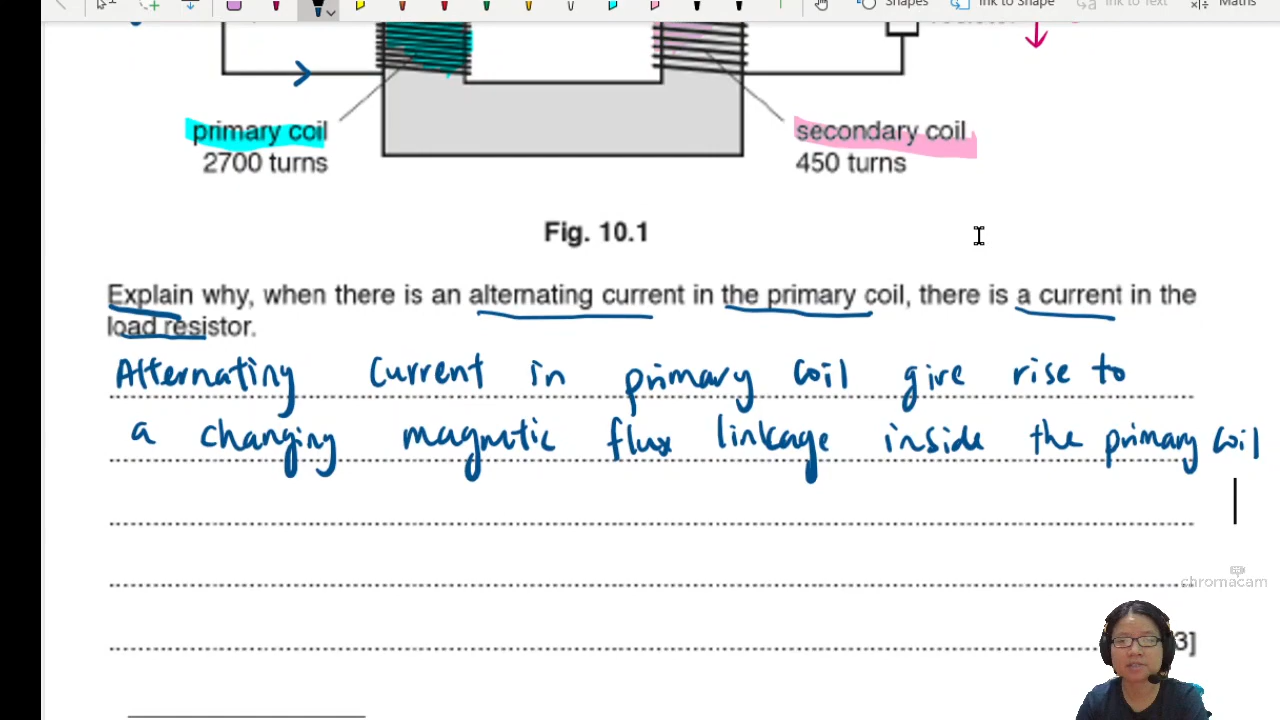 Shapes
Ink to Shape
Ink to Text
Maths
primary coil
2700 turns
secondary coil
450 turns
Fig. 10.1
Explain why, when there is an alternating current in the primary coil, there is a current in the
load resistor.
Alternating current in primary coil give rise to
a changing magnetic flux linkage inside the primary coil
chromacam
3]